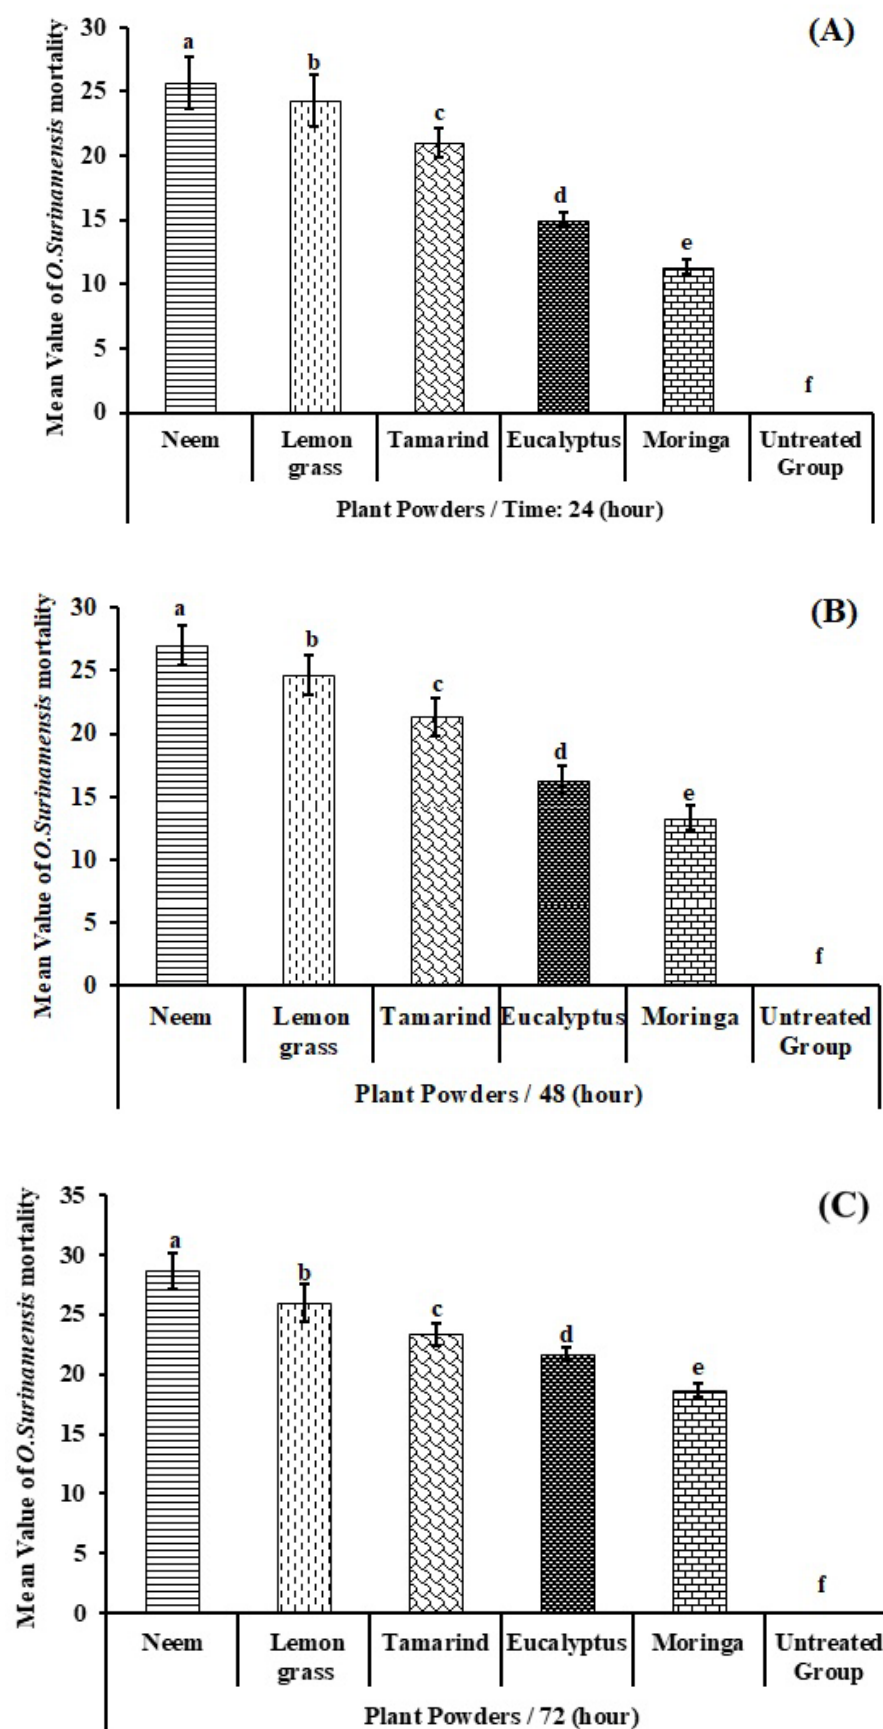 (A)
Mean Value of O.Surinamensis mortality
30
25
20
15
10
5
0
a
b
c
d
e
f
Neem
Lemon grass
Tamarind
Eucalyptus
Moringa
Untreated Group
Plant Powders / Time: 24 (hour)
(B)
Mean Value of O.Surinamensis mortality
30
25
20
15
10
5
0
a
b
c
d
e
f
Neem
Lemon grass
Tamarind
Eucalyptus
Moringa
Untreated Group
Plant Powders / 48 (hour)
(C)
Mean Value of O.Surinamensis mortality
35
30
25
20
15
10
5
0
a
b
c
d
e
f
Neem
Lemon grass
Tamarind
Eucalyptus
Moringa
Untreated Group
Plant Powders / 72 (hour)